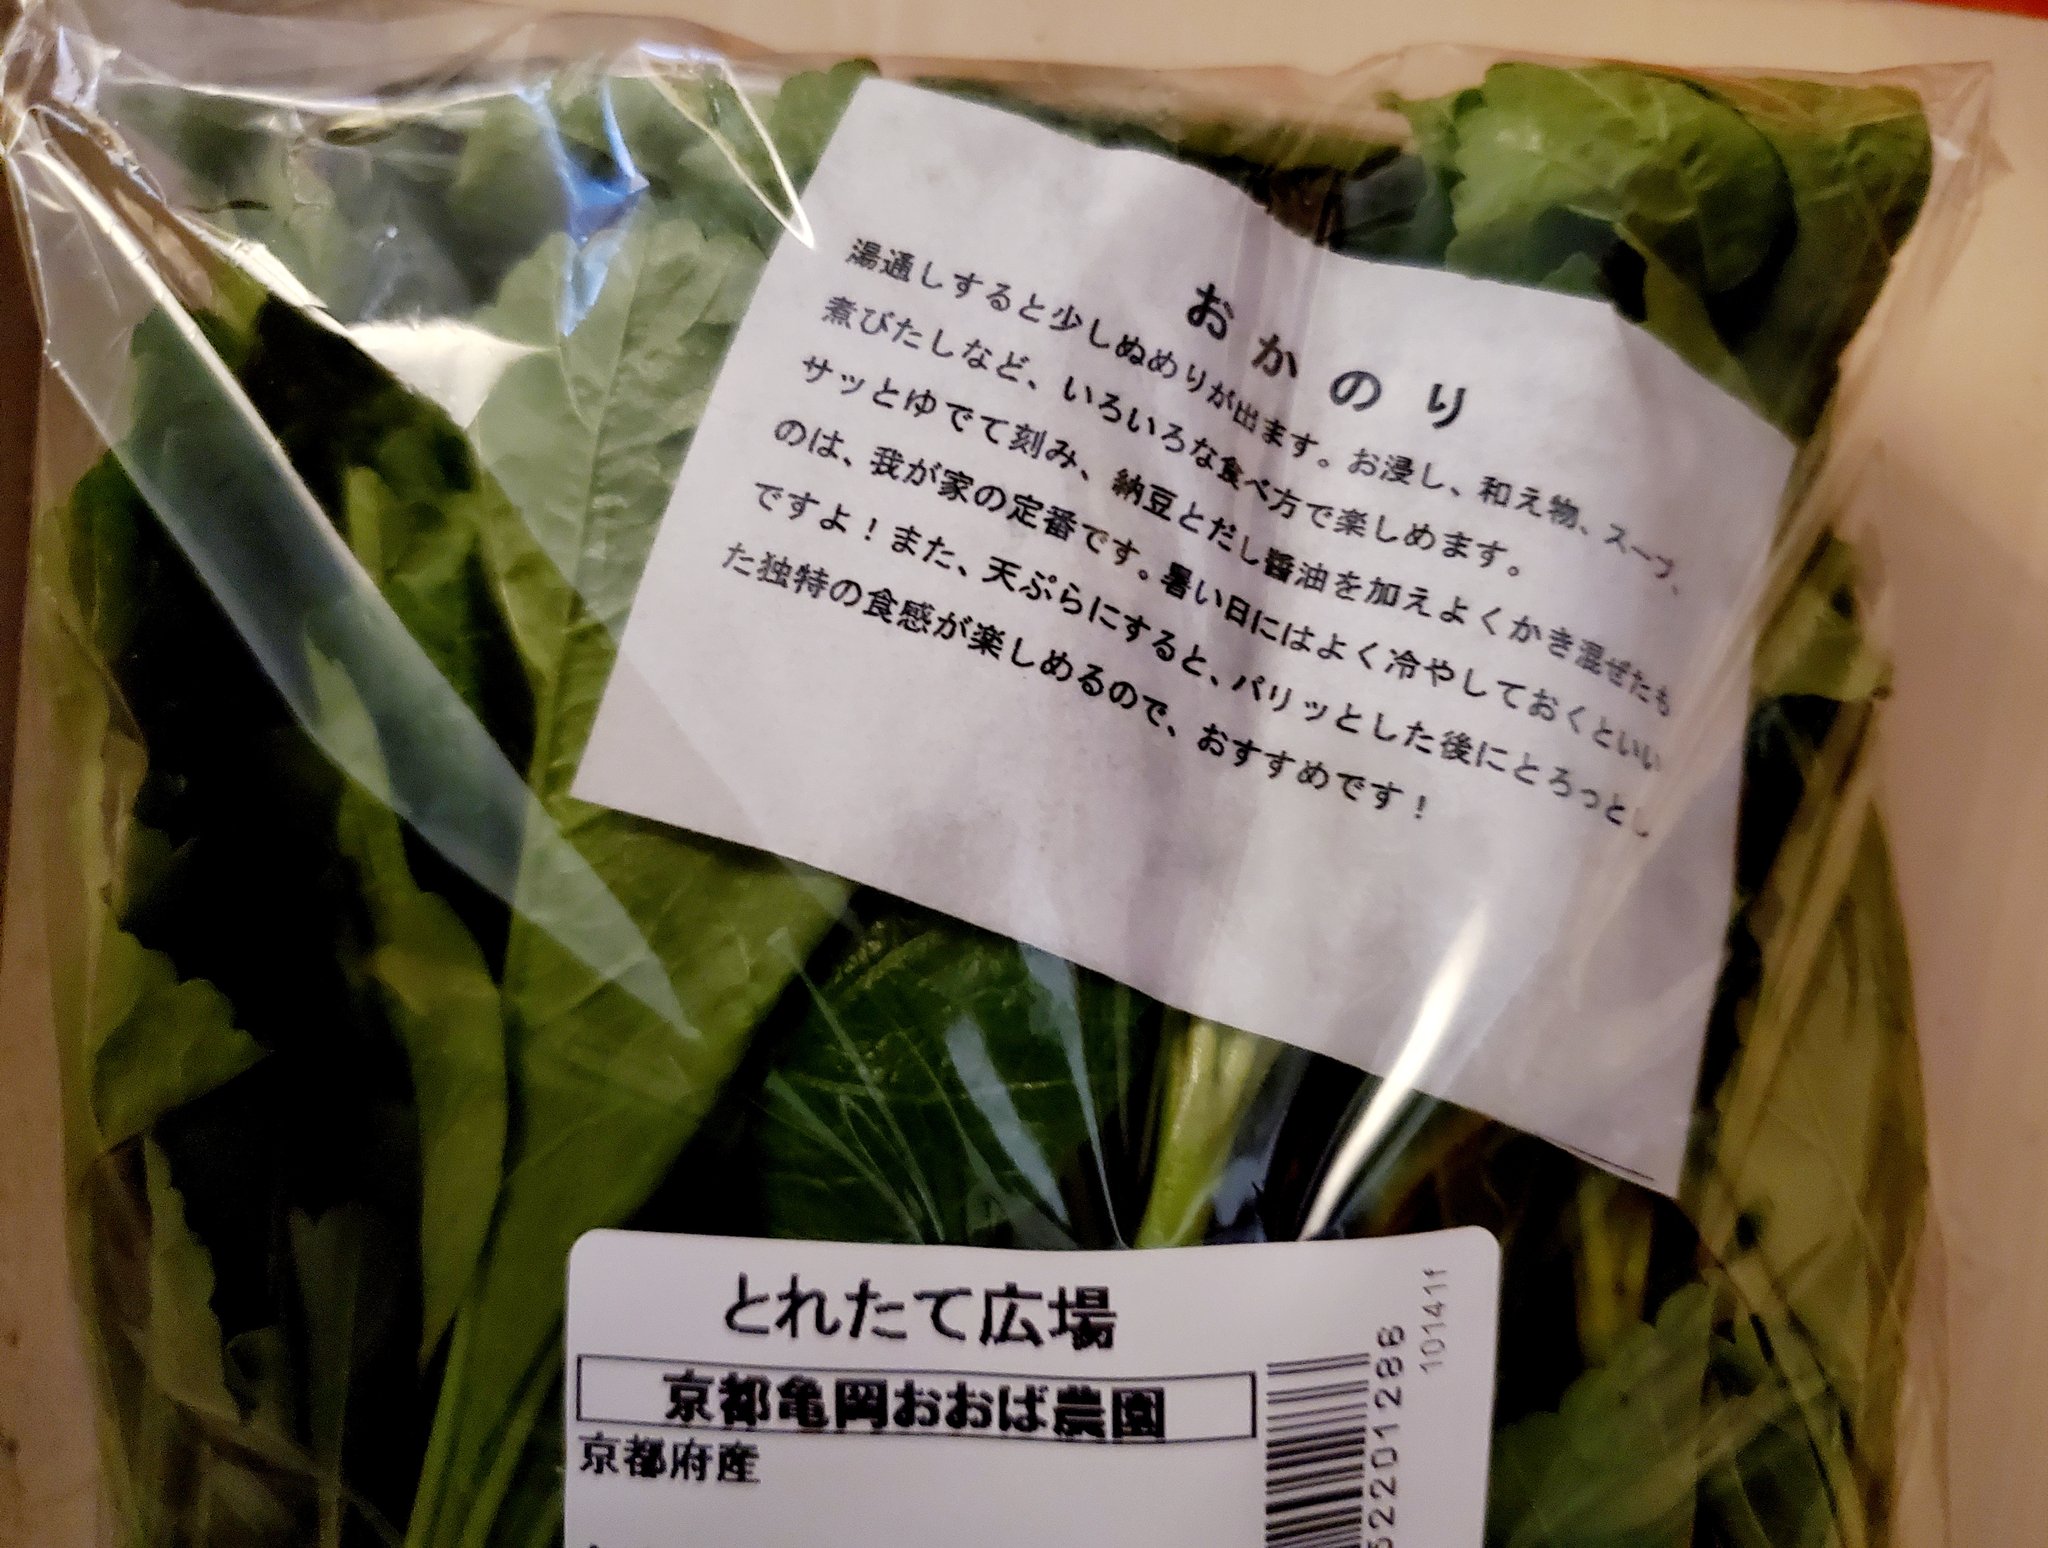 おかのり
湯通しすると少しぬめりが出ます。お浸し、和え物、スープ、
煮びたしなど、いろいろな食べ方で楽しめます。
サッとゆでて刻み、納豆とだし醤油を加えよくかき混ぜたも
のは、我が家の定番です。暑い日にはよく冷やしておくといい
ですよ！また、天ぷらにすると、パリッとした後にとろっとし
た独特の食感が楽しめるので、おすすめです！
とれたて広場
京都亀岡おおば農園
京都府産
10141f
62201286